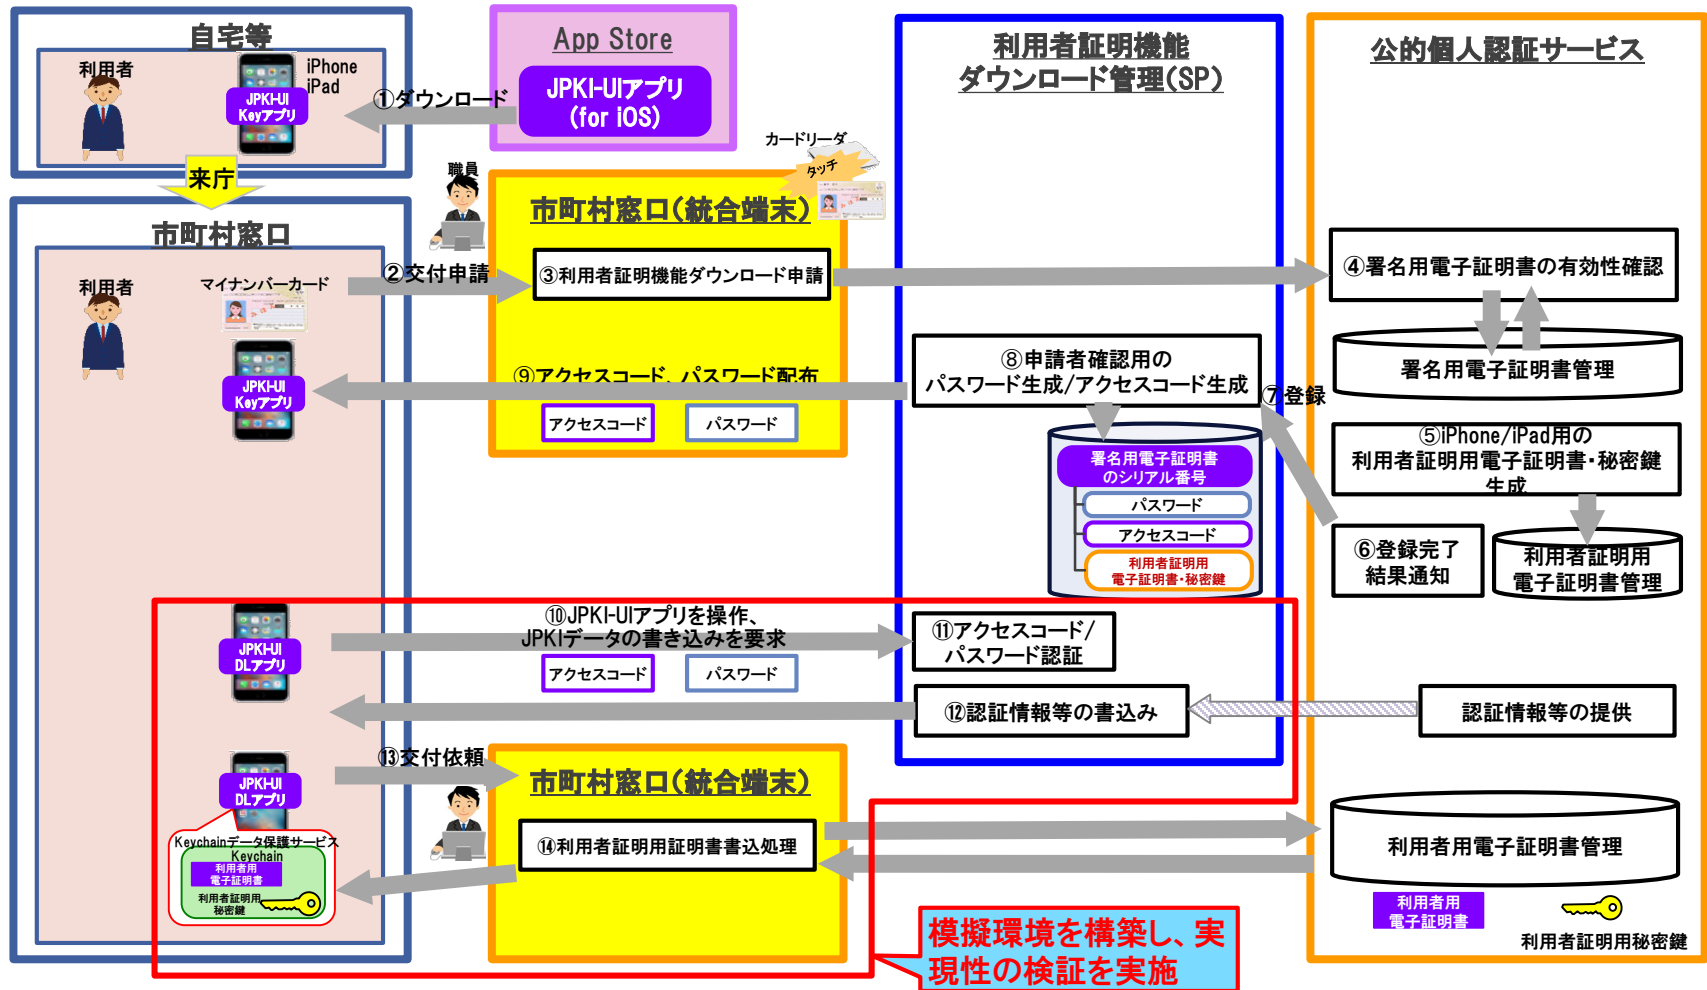 自宅等
利用者
iPhone
iPad
JPKI-UI
Keyアプリ
①ダウンロード
App Store
JPKI-UIアプリ
(for iOS)
来庁
市町村窓口
利用者
マイナンバーカード
JPKI-UI
Keyアプリ
②交付申請
職員
カードリーダ
タッチ
市町村窓口(統合端末)
③利用者証明機能ダウンロード申請
⑨アクセスコード、パスワード配布
アクセスコード
パスワード
利用者証明機能
ダウンロード管理(SP)
⑧申請者確認用の
パスワード生成/アクセスコード生成
署名用電子証明書
のシリアル番号
パスワード
アクセスコード
利用者証明用
電子証明書・秘密鍵
公的個人認証サービス
④署名用電子証明書の有効性確認
署名用電子証明書管理
⑦登録
⑤iPhone/iPad用の
利用者証明用電子証明書・秘密鍵
生成
⑥登録完了
結果通知
利用者証明用
電子証明書管理
JPKI-UI
DLアプリ
⑩JPKI-UIアプリを操作、
JPKIデータの書き込みを要求
アクセスコード
パスワード
⑪アクセスコード/
パスワード認証
⑫認証情報等の書込み
認証情報等の提供
JPKI-UI
DLアプリ
⑬交付依頼
市町村窓口(統合端末)
⑭利用者証明用証明書書込処理
Keychainデータ保護サービス
Keychain
利用者用
電子証明書
利用者証明用
秘密鍵
利用者用電子証明書管理
利用者用
電子証明書
利用者証明用秘密鍵
模擬環境を構築し、実
現性の検証を実施